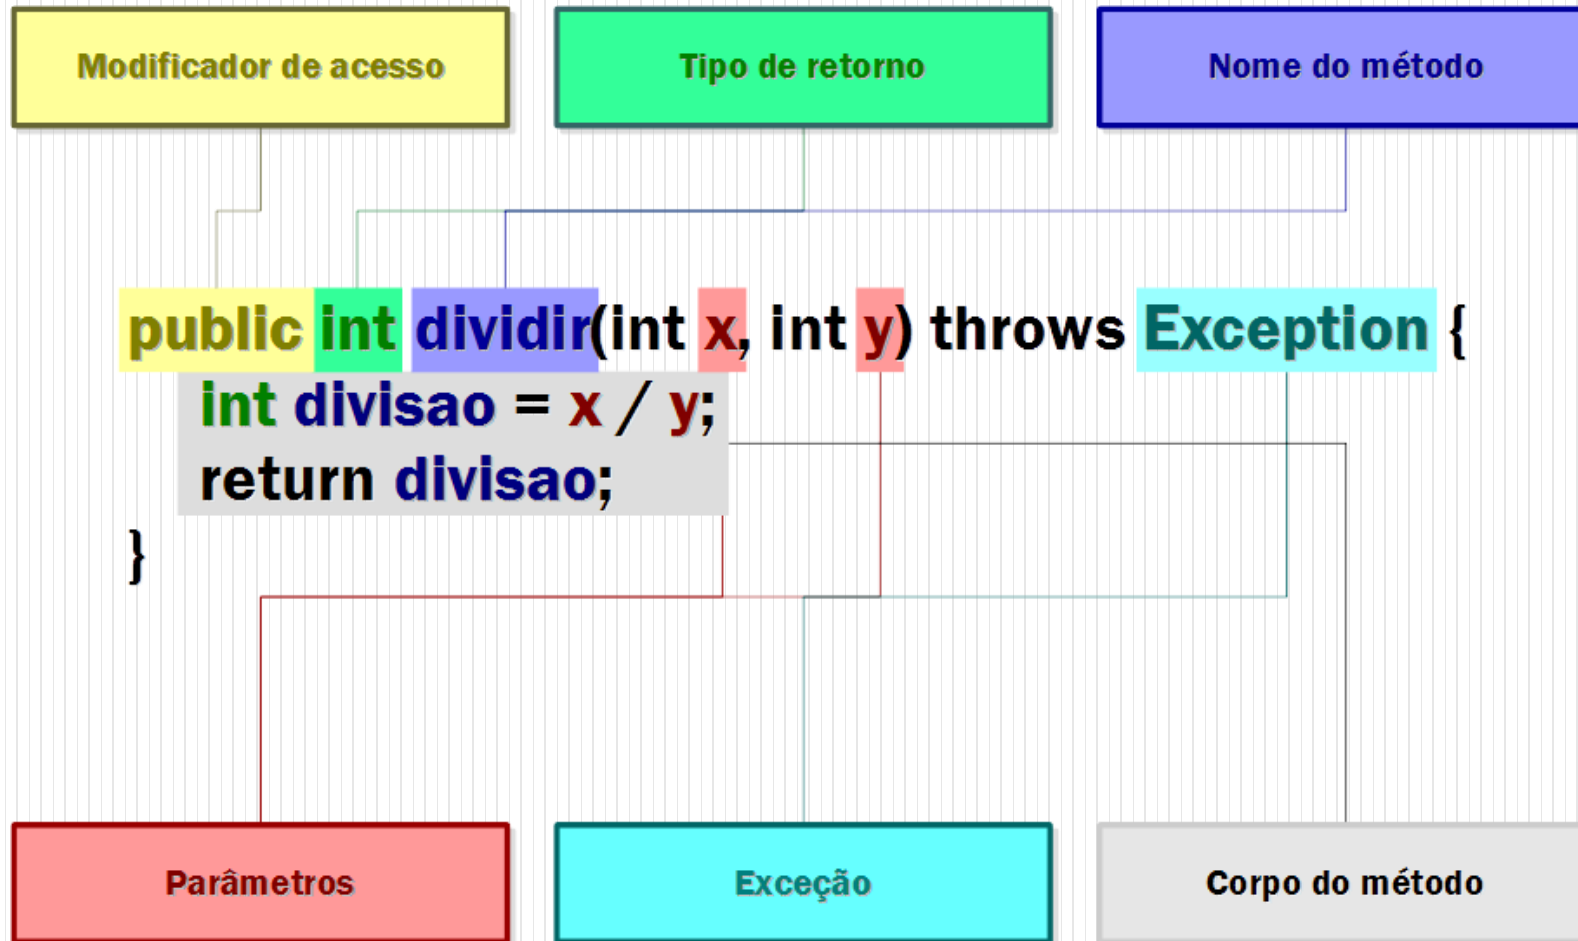 Modificador de acesso
Tipo de retorno
Nome do método
public int dividir(int x, int y) throws Exception {
int divisao = x / y;
return divisao;
}
Parâmetros
Exceção
Corpo do método